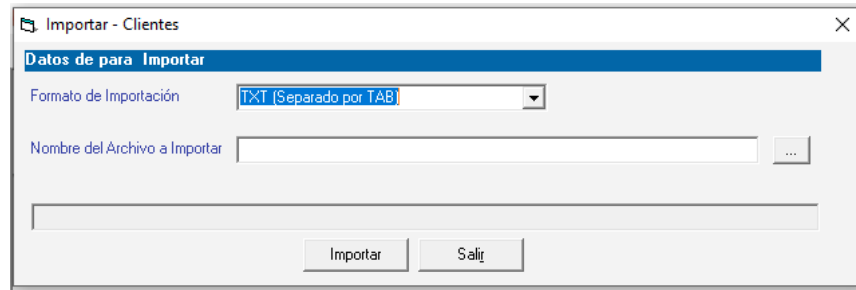 Importar - Clientes
Datos de para Importar
Formato de Importación TXT (Separado por TAB)
Nombre del Archivo a Importar ...
Importar Salir